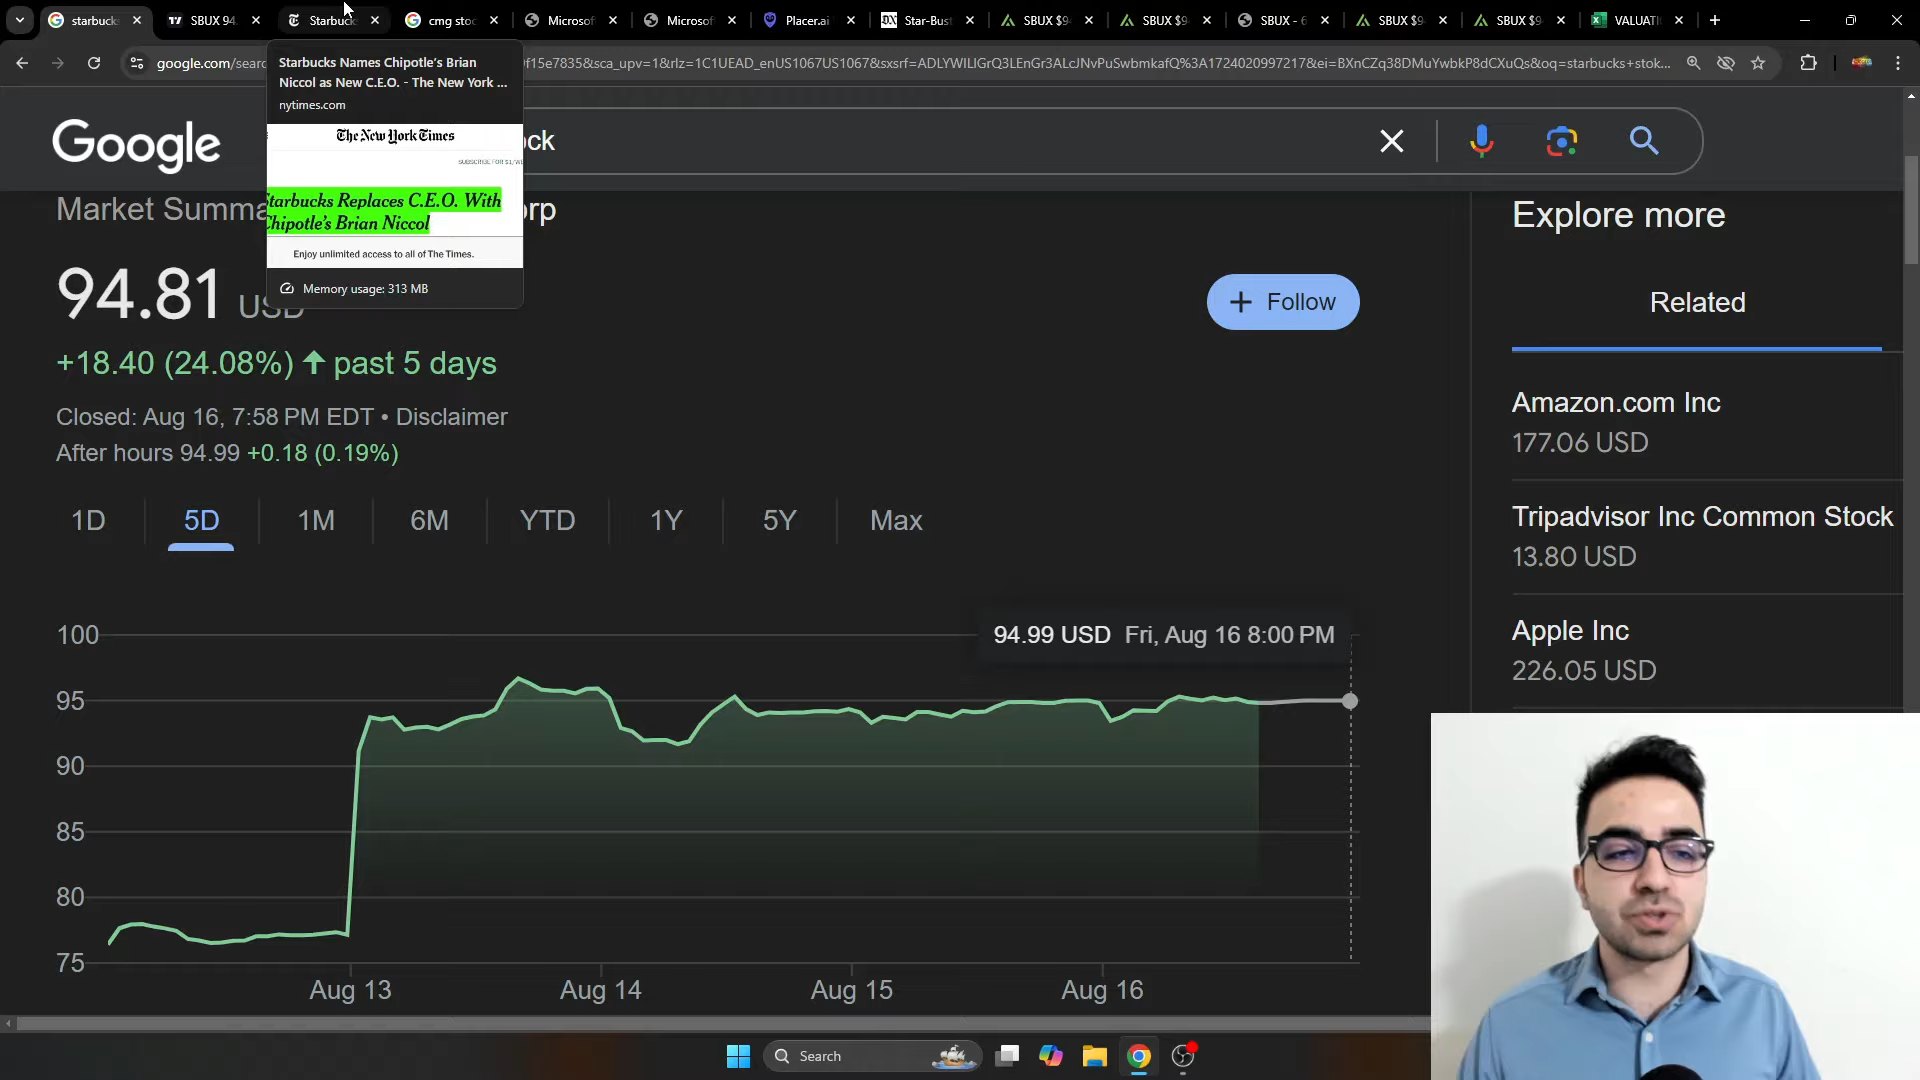 starbucks
SBUX 94.
Starbuck
cmg stoc
Microsof
Microsof
Placer.ai
Star-Bust
SBUX $9
SBUX $9
SBUX - 6
SBUX $9
SBUX $9
VALUATI
google.com/searc
f15e7835&sca_upv=1&rlz=1C1UEAD_enUS1067US1067&sxsrf=ADLYWILIGrQ3LEnGr3ALcJNvPuSwbmkafQ%3A1724020997217&ei=BXnCZq38DMuYwbkP8dCXuQs&oq=starbucks+stok...
Starbucks Names Chipotle’s Brian
Niccol as New C.E.O. - The New York ...
nytimes.com
The New York Times
Starbucks Replaces C.E.O. With
Chipotle’s Brian Niccol
Enjoy unlimited access to all of The Times.
Memory usage: 313 MB
Google
ock
Market Summa
orp
94.81 USD
+18.40 (24.08%) ↑ past 5 days
Closed: Aug 16, 7:58 PM EDT • Disclaimer
After hours 94.99 +0.18 (0.19%)
+ Follow
1D 5D 1M 6M YTD 1Y 5Y Max
94.99 USD Fri, Aug 16 8:00 PM
100
95
90
85
80
75
Aug 13 Aug 14 Aug 15 Aug 16
Explore more
Related
Amazon.com Inc
177.06 USD
Tripadvisor Inc Common Stock
13.80 USD
Apple Inc
226.05 USD
Search